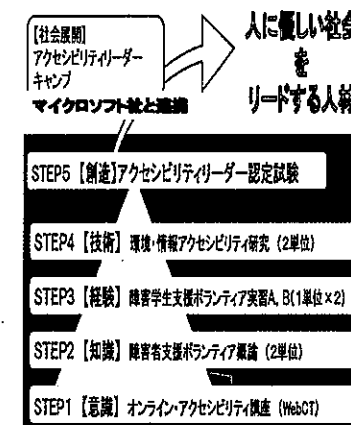 【社会展開】
アクセシビリティリーダー
キャンプ
マイクロソフト社と連携
人に優しい社会
を
リードする人材
STEP5 【創造】アクセシビリティリーダー認定試験
STEP4 【技術】 環境・情報アクセシビリティ研究 (2単位)
STEP3 【経験】 障害学生支援ボランティア実習A, B(1単位×2)
STEP2 【知識】 障害者支援ボランティア概論 (2単位)
STEP1 【意識】 オンライン・アクセシビリティ講座 (WebCT)